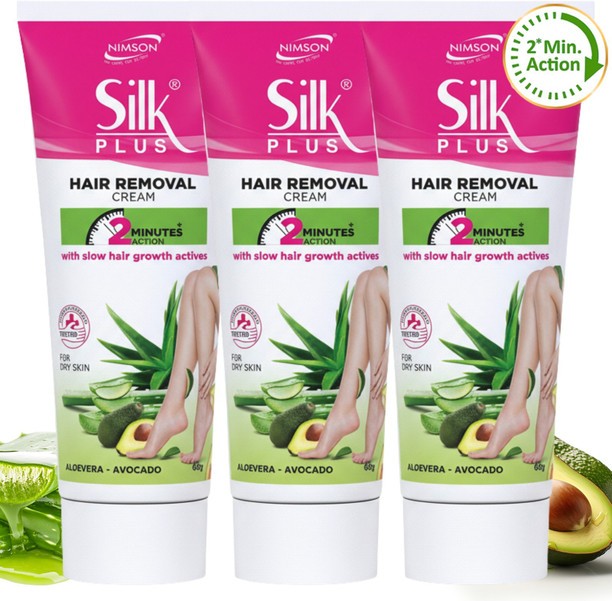 2* Min.
Action
NIMSON
Silk®
PLUS
HAIR REMOVAL
CREAM
2 MINUTES*
ACTION
with slow hair growth actives
FOR
DRY SKIN
ALOEVERA - AVOCADO
60g
NIMSON
Silk®
PLUS
HAIR REMOVAL
CREAM
2 MINUTES*
ACTION
with slow hair growth actives
FOR
DRY SKIN
ALOEVERA - AVOCADO
60g
NIMSON
Silk®
PLUS
HAIR REMOVAL
CREAM
2 MINUTES*
ACTION
with slow hair growth actives
FOR
DRY SKIN
ALOEVERA - AVOCADO
60g